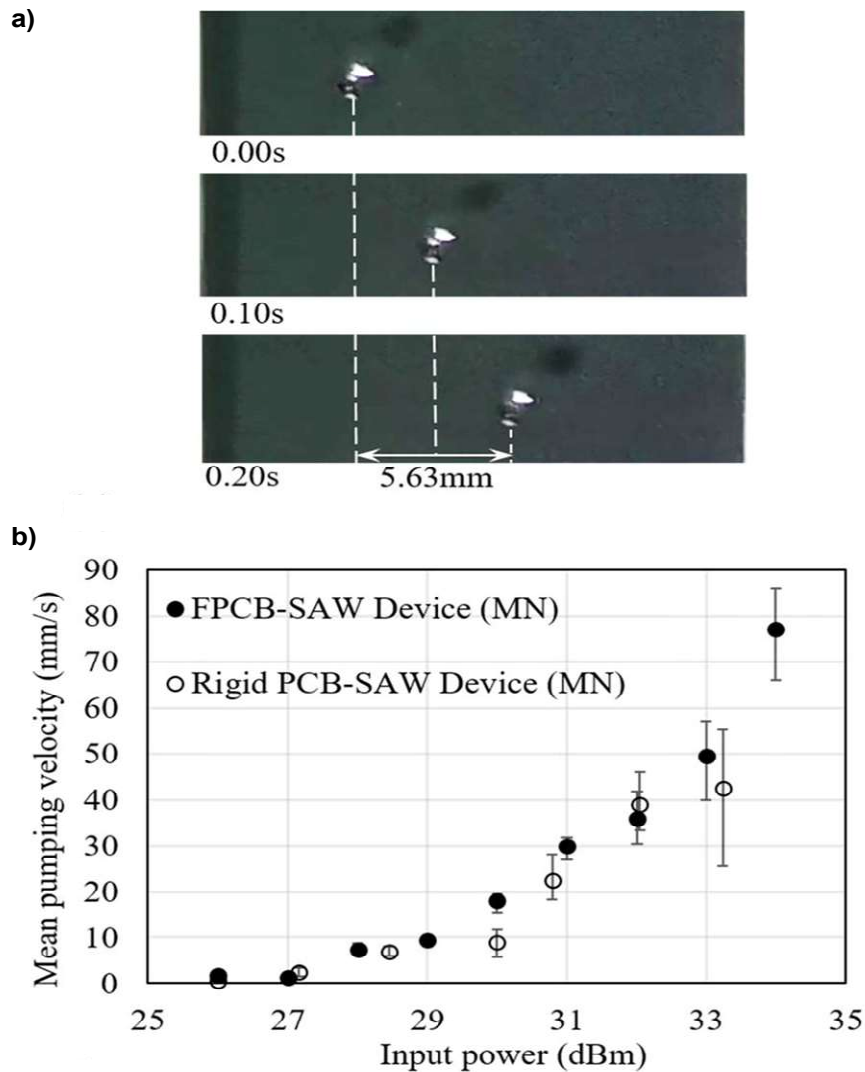 a)
0.00s
0.10s
0.20s
5.63mm
b)
Mean pumping velocity (mm/s)
90
80
70
60
50
40
30
20
10
0
FPCB-SAW Device (MN)
Rigid PCB-SAW Device (MN)
25
27
29
31
33
35
Input power (dBm)